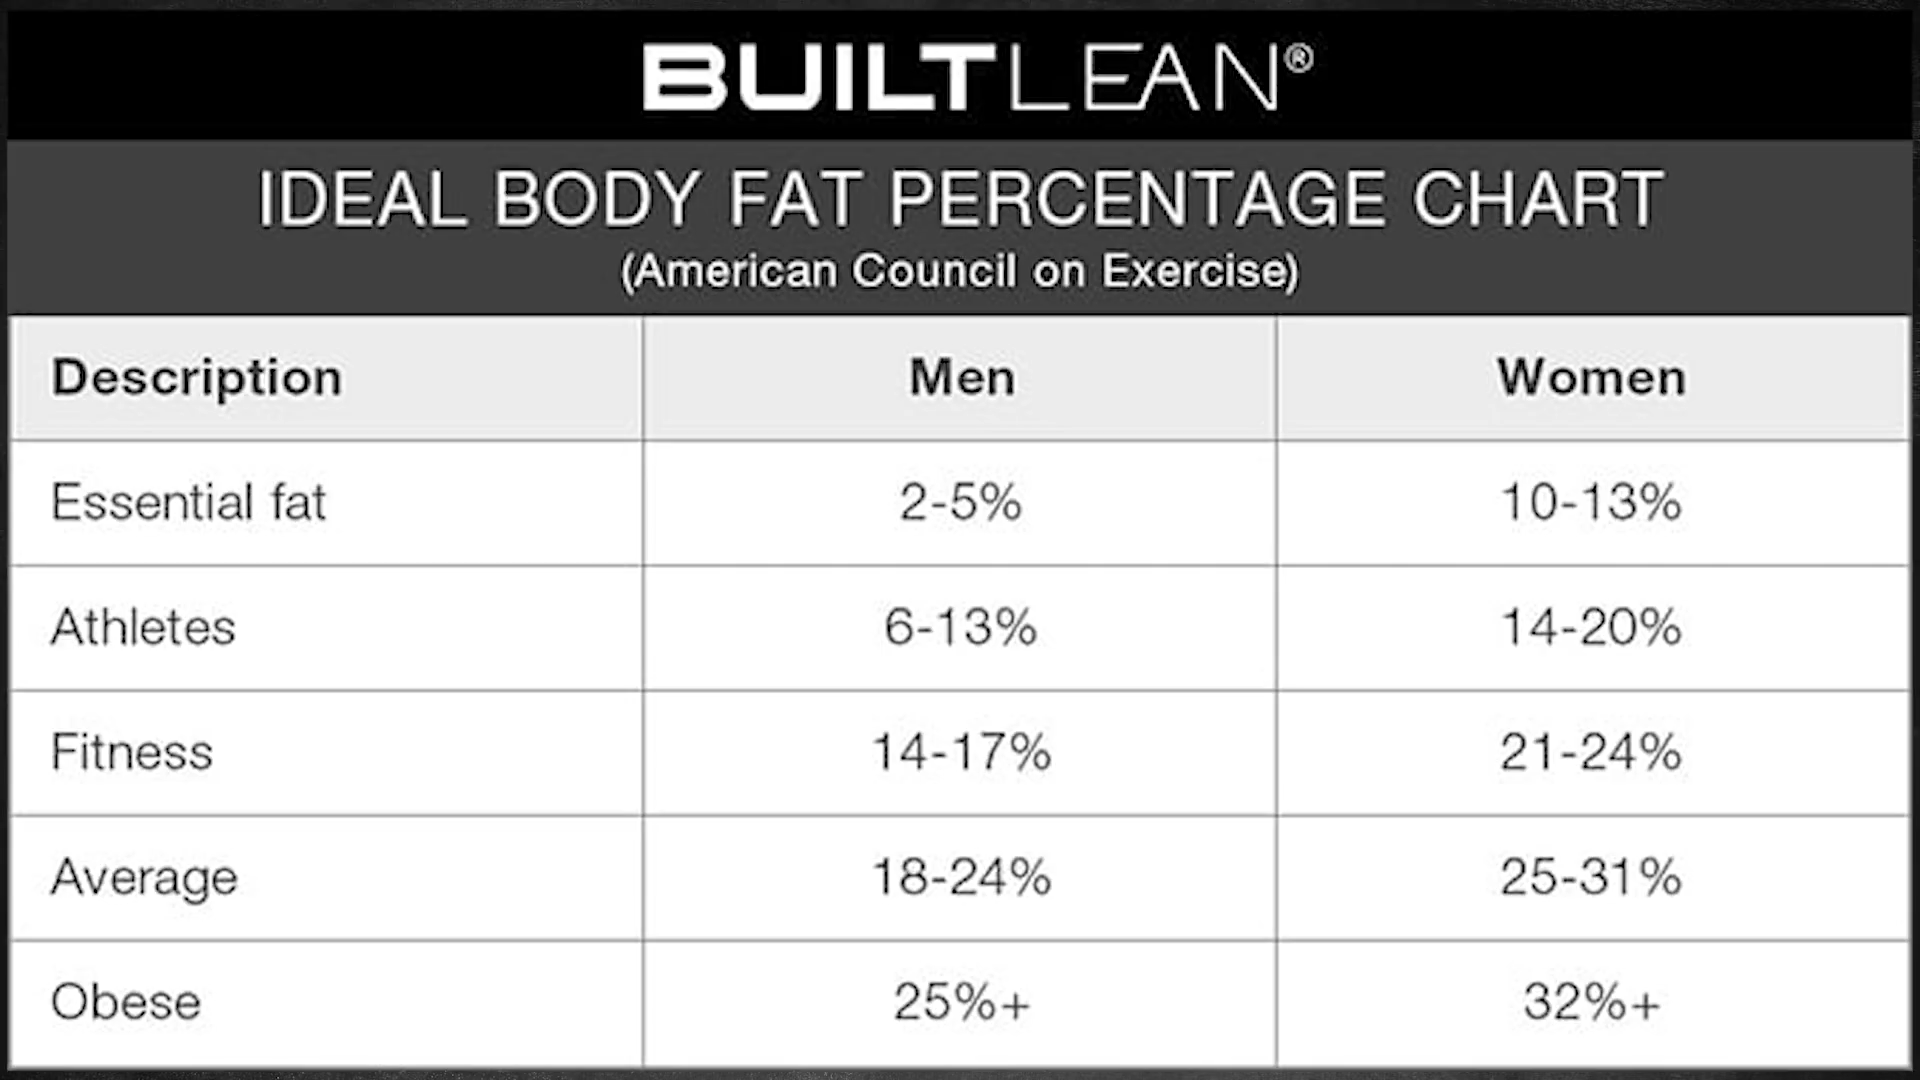 BUILTLEAN®
IDEAL BODY FAT PERCENTAGE CHART
(American Council on Exercise)
Description Men Women
Essential fat 2-5% 10-13%
Athletes 6-13% 14-20%
Fitness 14-17% 21-24%
Average 18-24% 25-31%
Obese 25%+ 32%+